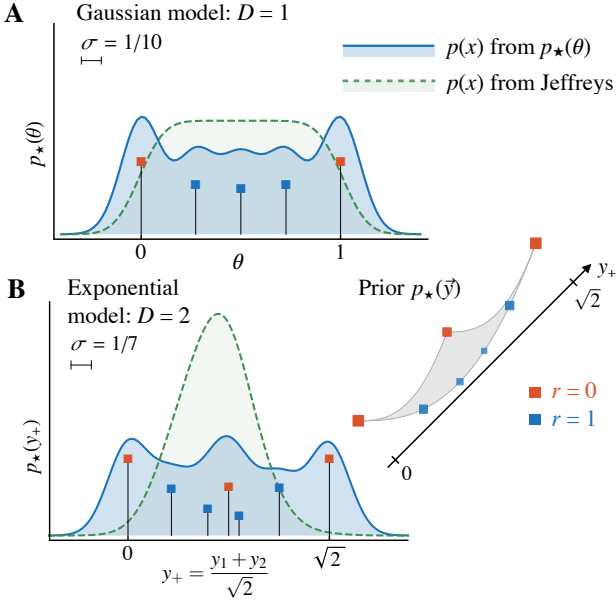 A
Gaussian model: D = 1
σ = 1/10
p(x) from p⋆(θ)
p(x) from Jeffreys
p⋆(θ)
0
θ
1
B
Exponential
model: D = 2
σ = 1/7
Prior p⋆(y⃗)
y₊
√2
r = 0
r = 1
0
p⋆(y₊)
0
√2
y₊ = (y₁ + y₂)/√2